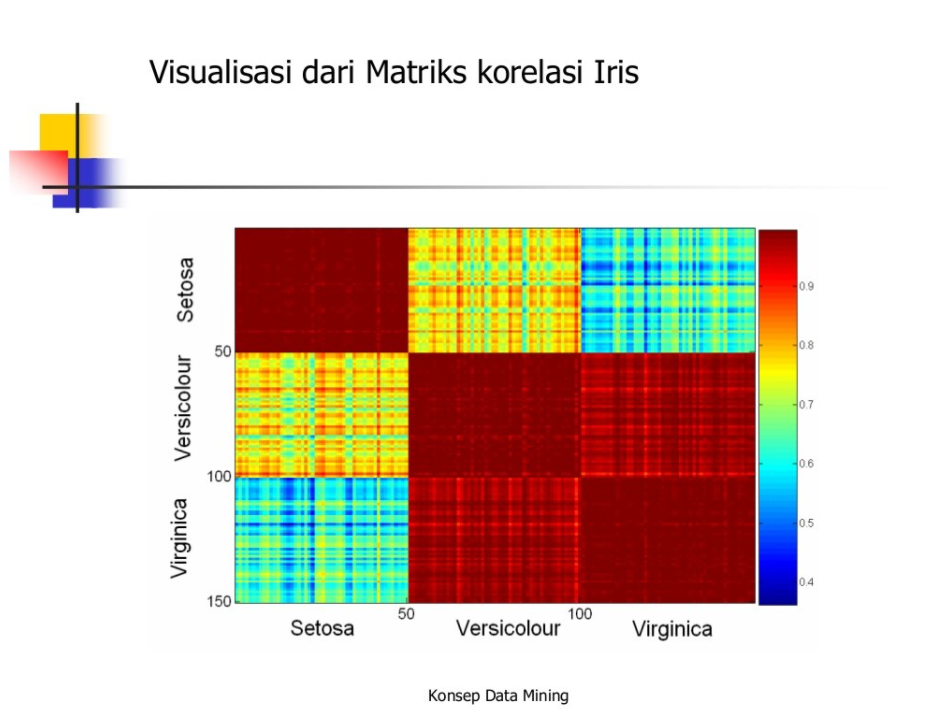 Visualisasi dari Matriks korelasi Iris
Setosa
50
Versicolour
100
Virginica
150
50
100
Setosa
Versicolour
Virginica
0.9
0.8
0.7
0.6
0.5
0.4
Konsep Data Mining